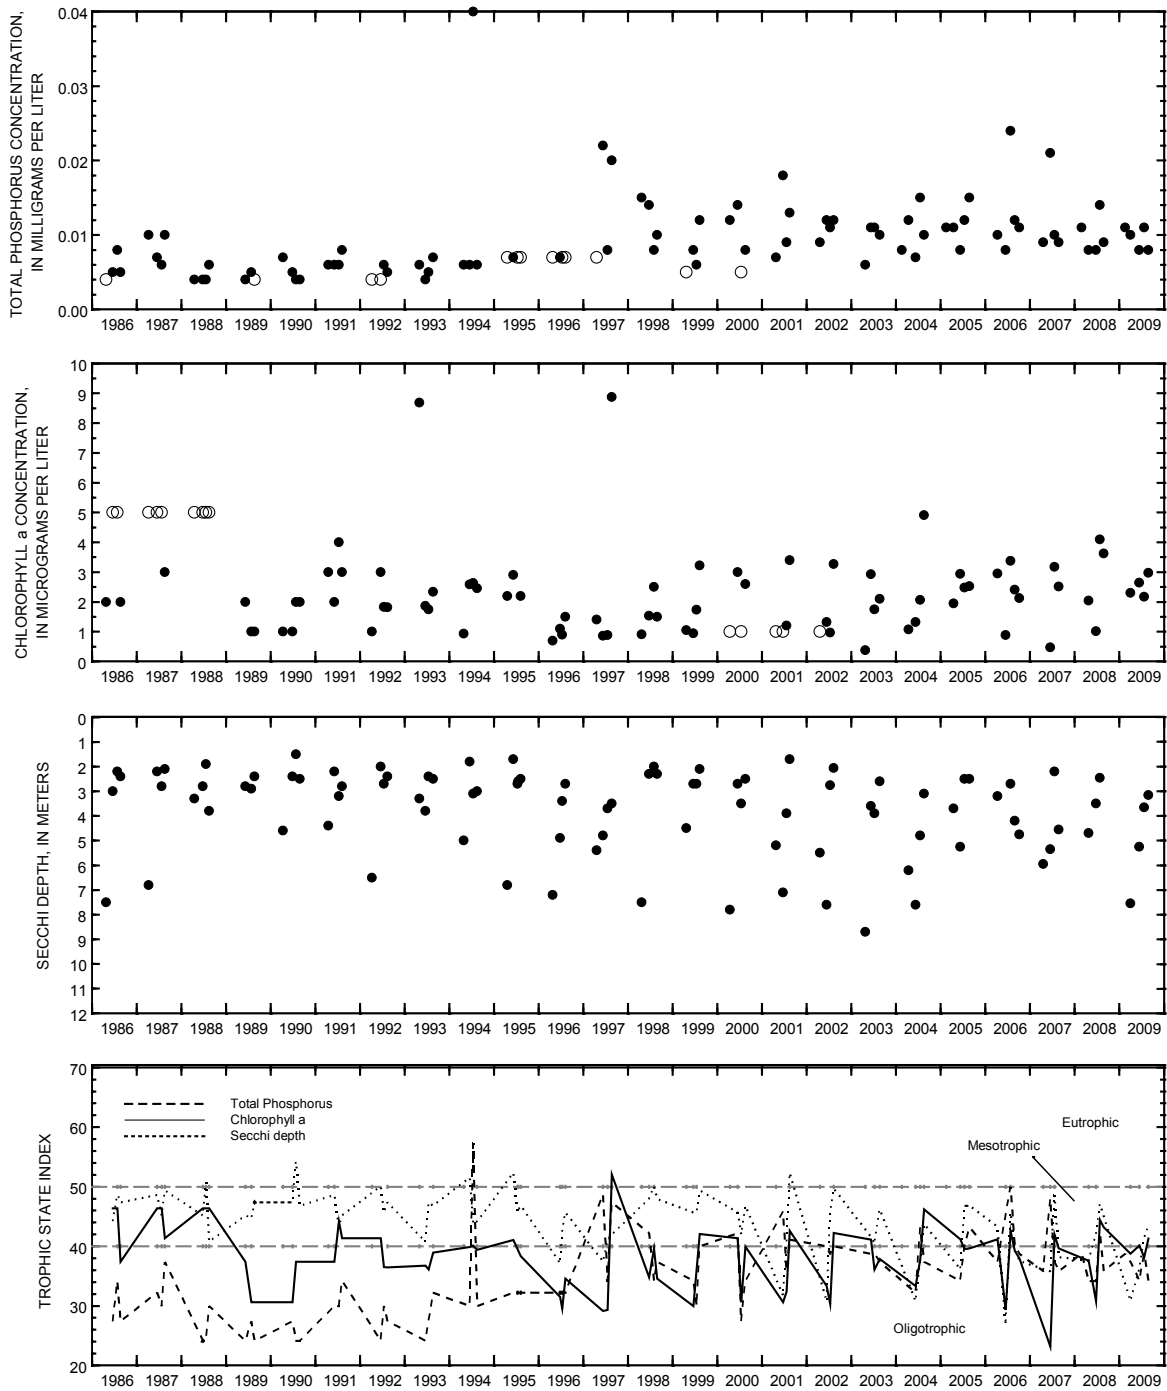 TOTAL PHOSPHORUS CONCENTRATION,
IN MILLIGRAMS PER LITER
0.04
0.03
0.02
0.01
0.00
1986 1987 1988 1989 1990 1991 1992 1993 1994 1995 1996 1997 1998 1999 2000 2001 2002 2003 2004 2005 2006 2007 2008 2009
CHLOROPHYLL a CONCENTRATION,
IN MICROGRAMS PER LITER
10
9
8
7
6
5
4
3
2
1
0
1986 1987 1988 1989 1990 1991 1992 1993 1994 1995 1996 1997 1998 1999 2000 2001 2002 2003 2004 2005 2006 2007 2008 2009
SECCHI DEPTH, IN METERS
0
1
2
3
4
5
6
7
8
9
10
11
12
1986 1987 1988 1989 1990 1991 1992 1993 1994 1995 1996 1997 1998 1999 2000 2001 2002 2003 2004 2005 2006 2007 2008 2009
TROPHIC STATE INDEX
70
60
50
40
30
20
Total Phosphorus
Chlorophyll a
Secchi depth
Eutrophic
Mesotrophic
Oligotrophic
1986 1987 1988 1989 1990 1991 1992 1993 1994 1995 1996 1997 1998 1999 2000 2001 2002 2003 2004 2005 2006 2007 2008 2009